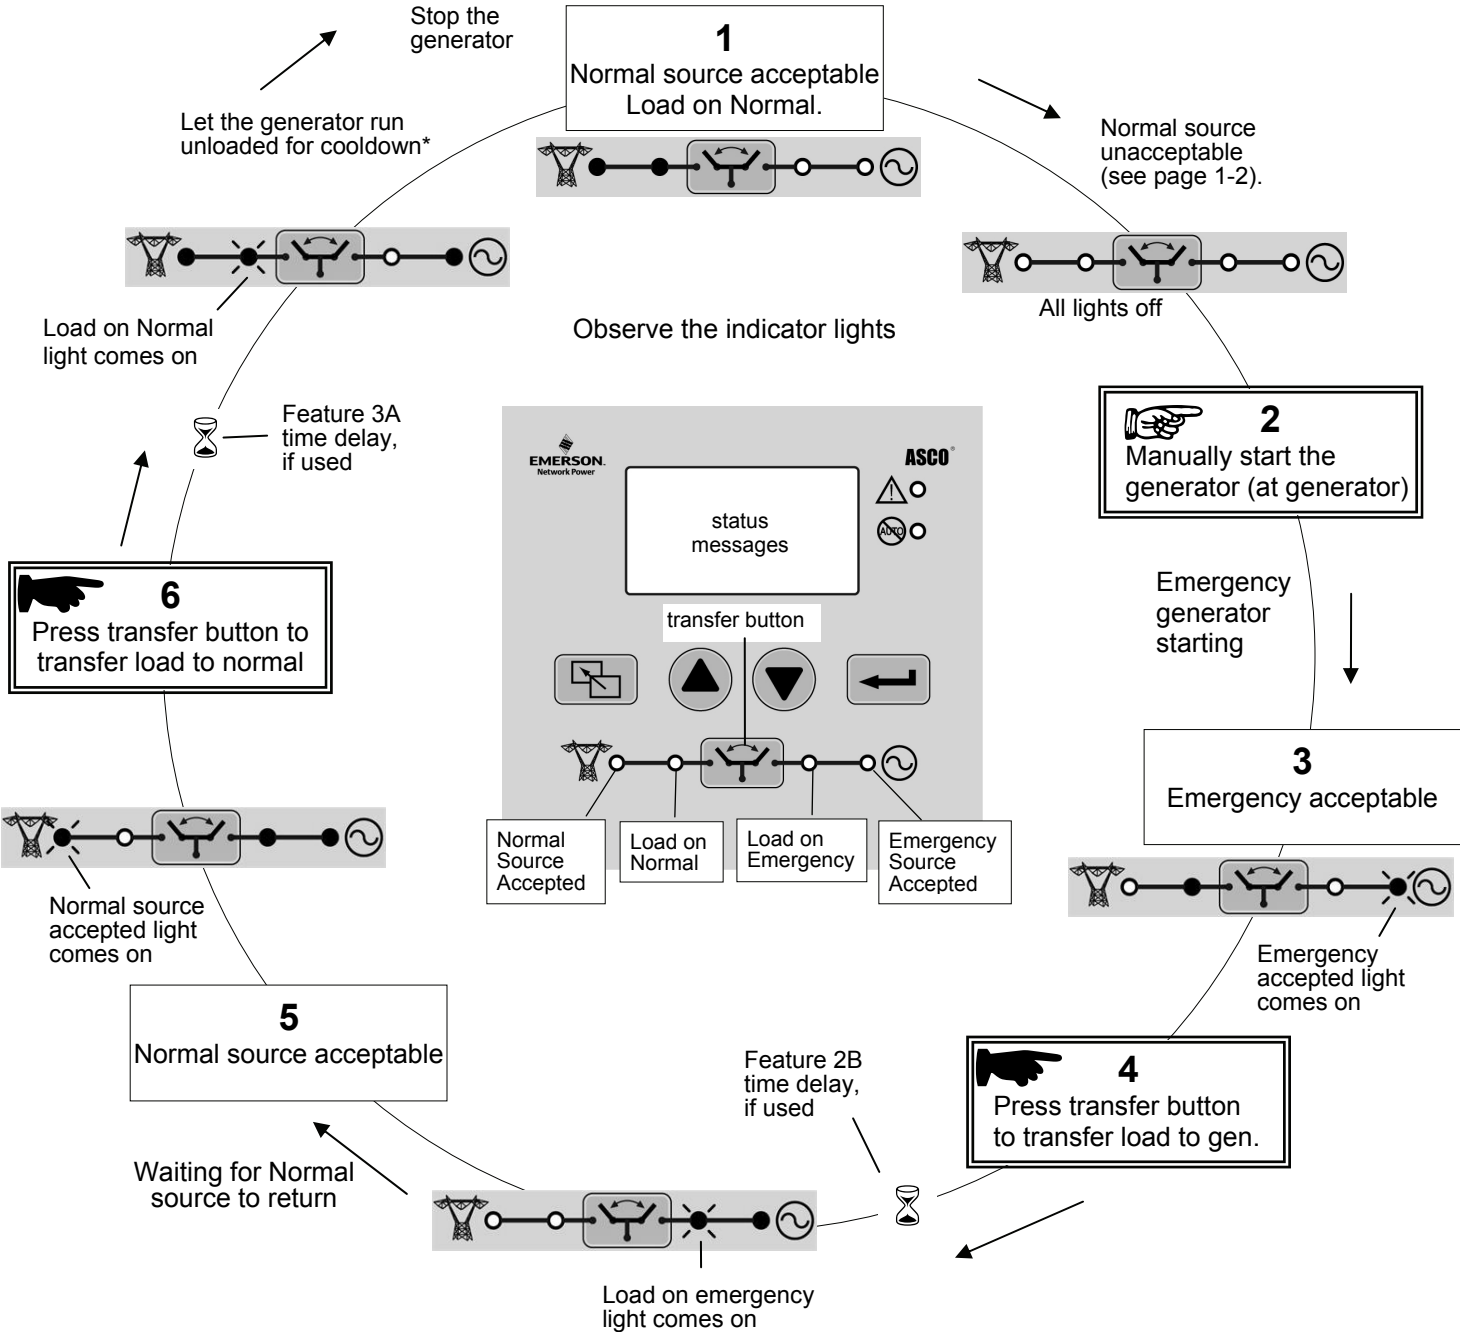 Stop the
generator
1
Normal source acceptable
Load on Normal.
Let the generator run
unloaded for cooldown*
Normal source
unacceptable
(see page 1-2).
All lights off
Load on Normal
light comes on
Observe the indicator lights
Feature 3A
time delay,
if used
2
Manually start the
generator (at generator)
EMERSON.
Network Power
ASCO®
AUTO
status
messages
transfer button
Emergency
generator
starting
6
Press transfer button to
transfer load to normal
3
Emergency acceptable
Normal
Source
Accepted
Load on
Normal
Load on
Emergency
Emergency
Source
Accepted
Normal source
accepted light
comes on
Emergency
accepted light
comes on
5
Normal source acceptable
Feature 2B
time delay,
if used
4
Press transfer button
to transfer load to gen.
Waiting for Normal
source to return
Load on emergency
light comes on